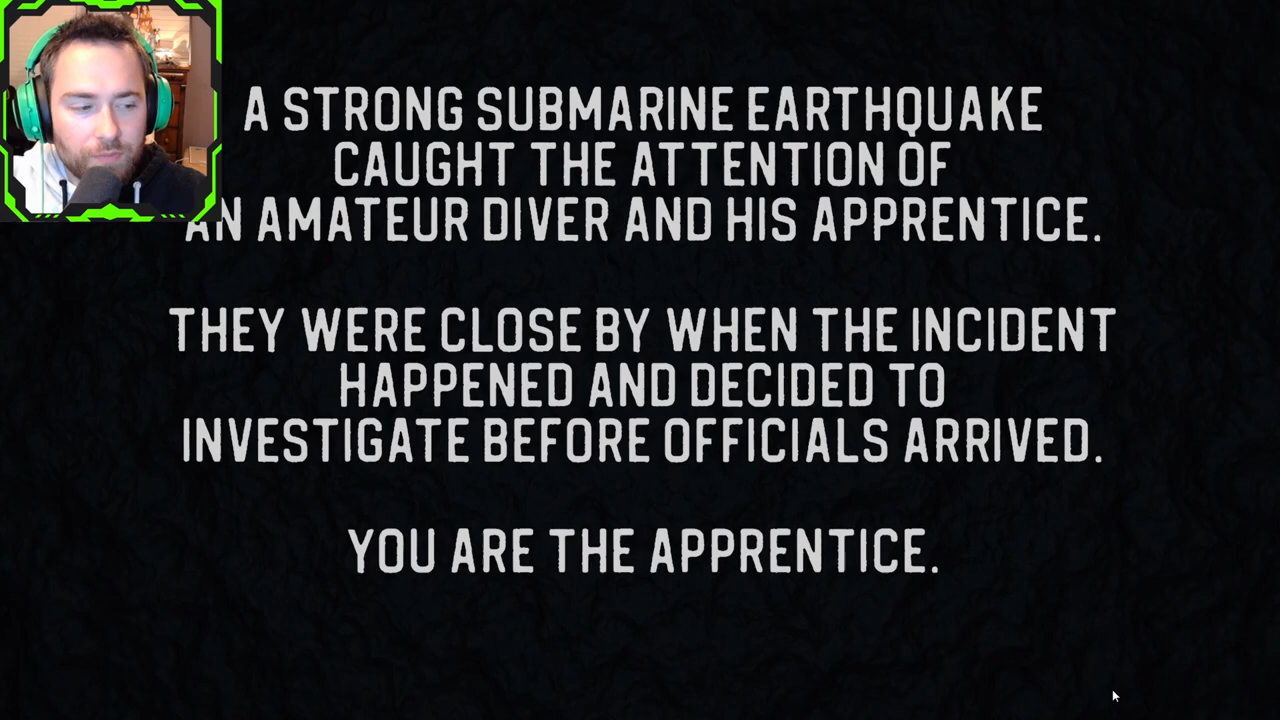 A STRONG SUBMARINE EARTHQUAKE
CAUGHT THE ATTENTION OF
AN AMATEUR DIVER AND HIS APPRENTICE.
THEY WERE CLOSE BY WHEN THE INCIDENT
HAPPENED AND DECIDED TO
INVESTIGATE BEFORE OFFICIALS ARRIVED.
YOU ARE THE APPRENTICE.